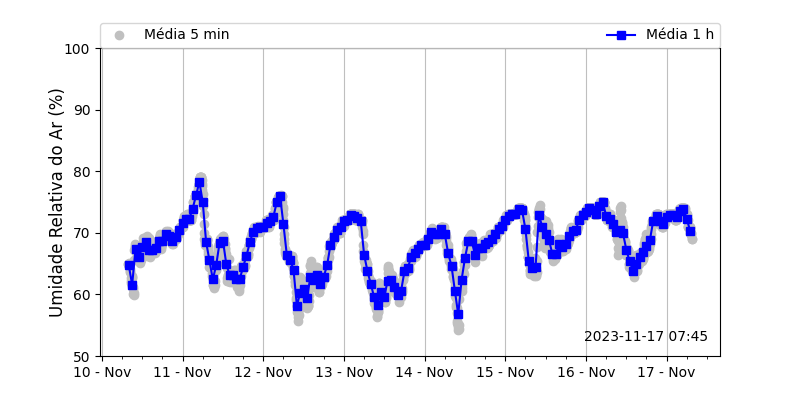 Média 5 min
Média 1 h
Umidade Relativa do Ar (%)
100
90
80
70
60
50
10 - Nov
11 - Nov
12 - Nov
13 - Nov
14 - Nov
15 - Nov
16 - Nov
17 - Nov
2023-11-17 07:45